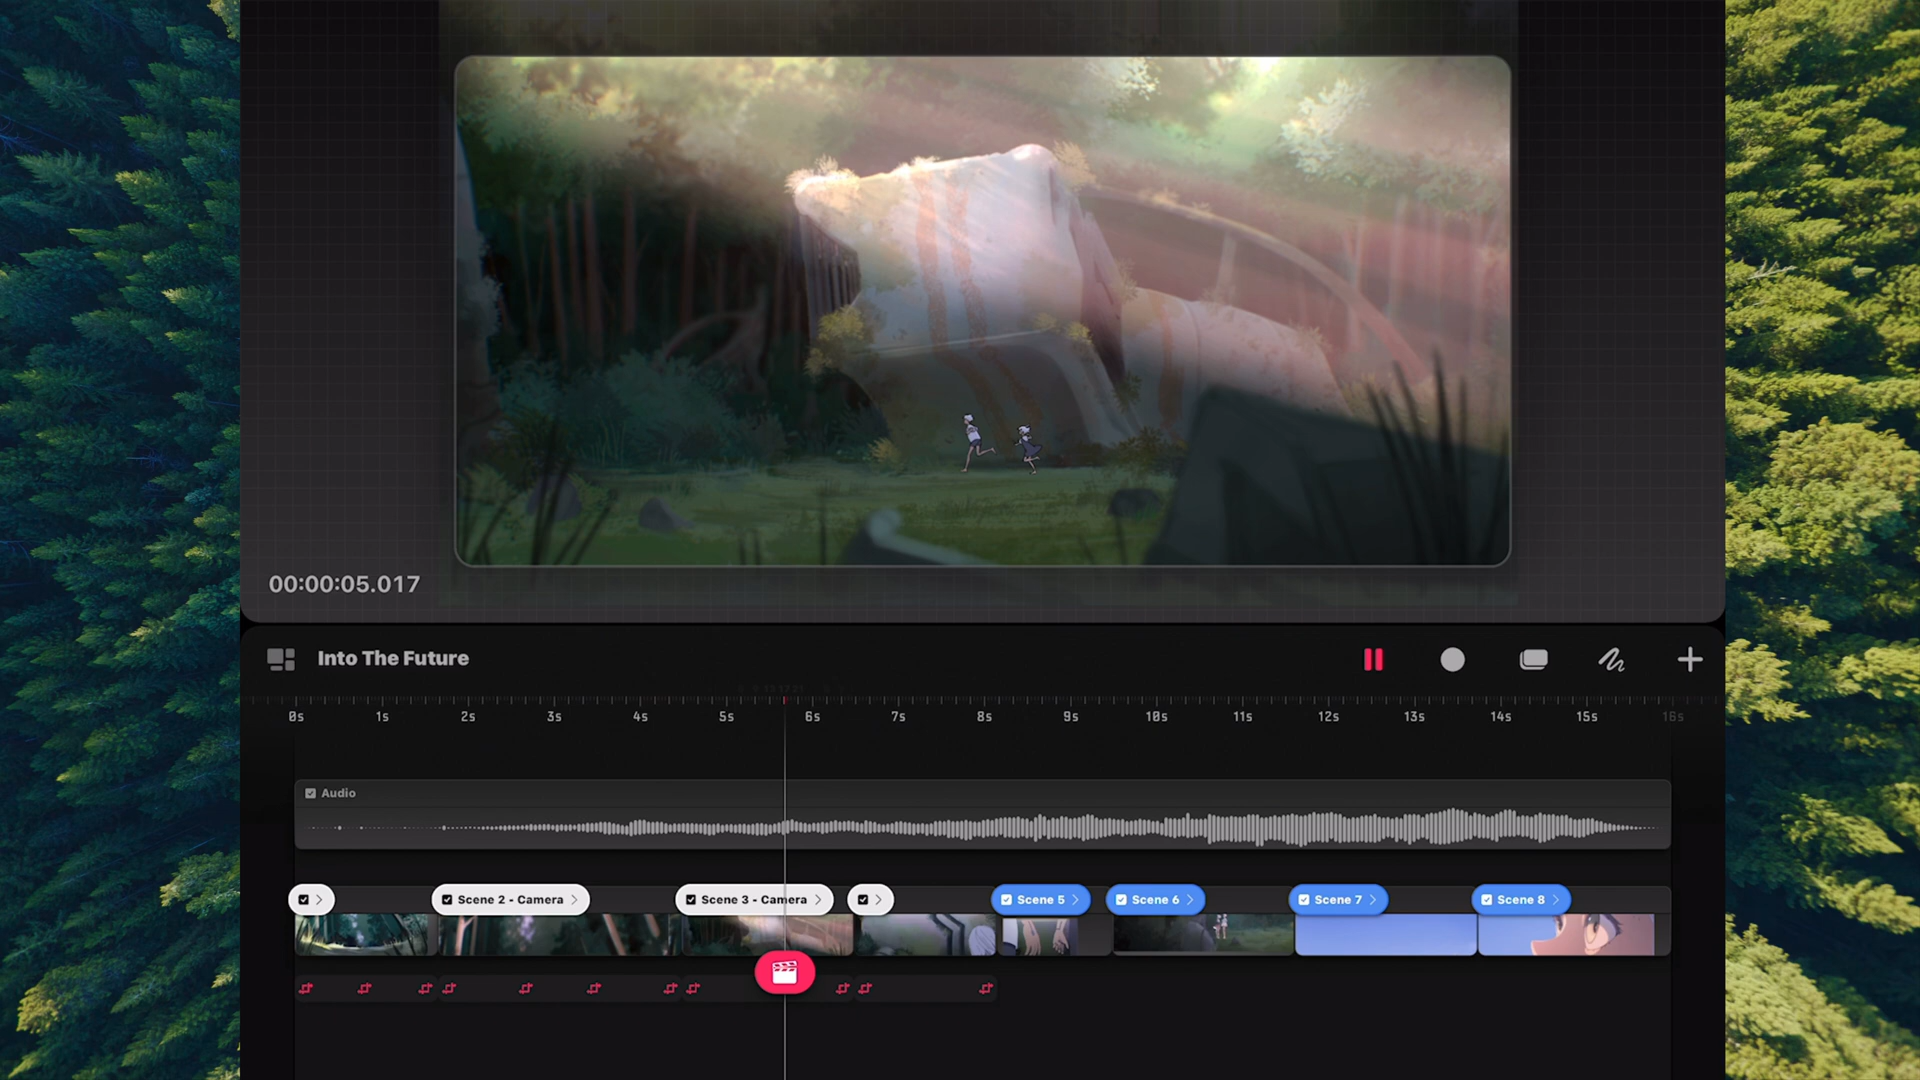 00:00:05.017
Into The Future
0s 1s 2s 3s 4s 5s 6s 7s 8s 9s 10s 11s 12s 13s 14s 15s 16s
Audio
Scene 2 - Camera
Scene 3 - Camera
Scene 5
Scene 6
Scene 7
Scene 8